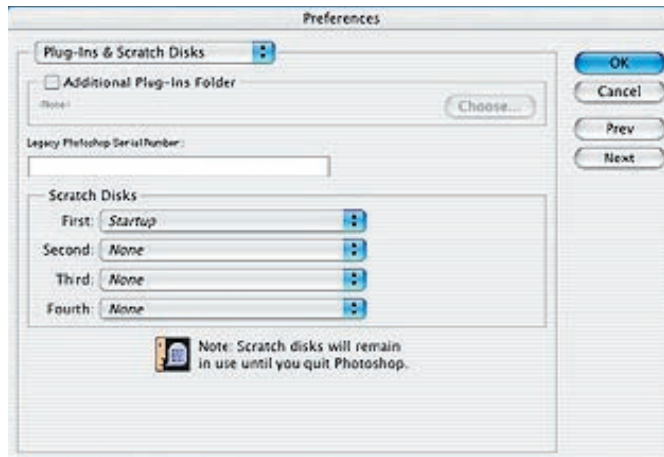 Preferences
Plug-Ins & Scratch Disks
OK
Additional Plug-Ins Folder
Cancel
<None>
Choose...
Prev
Legacy Photoshop Serial Number:
Next
Scratch Disks
First: Startup
Second: None
Third: None
Fourth: None
Note: Scratch disks will remain
in use until you quit Photoshop.